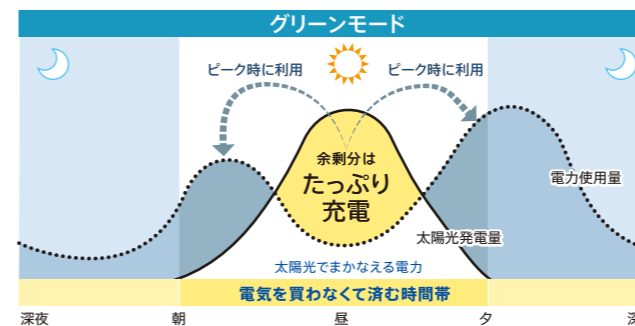 グリーンモード
ピーク時に利用
ピーク時に利用
余剰分は
たっぷり
充電
電力使用量
太陽光発電量
太陽光でまかなえる電力
電気を買わなくて済む時間帯
深夜 朝 昼 夕 深